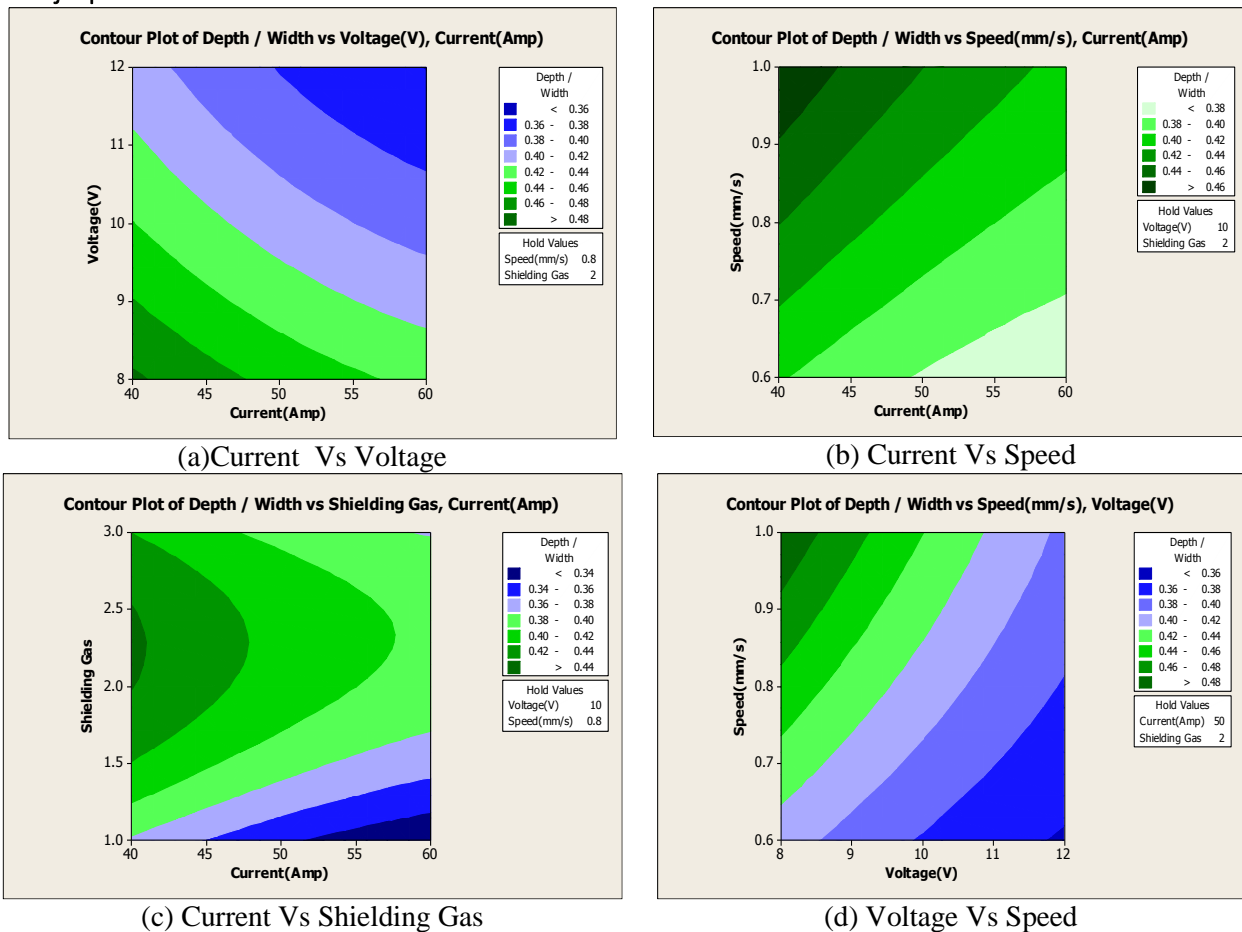 Contour Plot of Depth / Width vs Voltage(V), Current(Amp)
Voltage(V)
12
11
10
9
8
40 45 50 55 60
Current(Amp)
Depth /
Width
< 0.36
0.36 - 0.38
0.38 - 0.40
0.40 - 0.42
0.42 - 0.44
0.44 - 0.46
0.46 - 0.48
> 0.48
Hold Values
Speed(mm/s) 0.8
Shielding Gas 2
(a)Current Vs Voltage
Contour Plot of Depth / Width vs Speed(mm/s), Current(Amp)
Speed(mm/s)
1.0
0.9
0.8
0.7
0.6
40 45 50 55 60
Current(Amp)
Depth /
Width
< 0.38
0.38 - 0.40
0.40 - 0.42
0.42 - 0.44
0.44 - 0.46
> 0.46
Hold Values
Voltage(V) 10
Shielding Gas 2
(b) Current Vs Speed
Contour Plot of Depth / Width vs Shielding Gas, Current(Amp)
Shielding Gas
3.0
2.5
2.0
1.5
1.0
40 45 50 55 60
Current(Amp)
Depth /
Width
< 0.34
0.34 - 0.36
0.36 - 0.38
0.38 - 0.40
0.40 - 0.42
0.42 - 0.44
> 0.44
Hold Values
Voltage(V) 10
Speed(mm/s) 0.8
(c) Current Vs Shielding Gas
Contour Plot of Depth / Width vs Speed(mm/s), Voltage(V)
Speed(mm/s)
1.0
0.9
0.8
0.7
0.6
8 9 10 11 12
Voltage(V)
Depth /
Width
< 0.36
0.36 - 0.38
0.38 - 0.40
0.40 - 0.42
0.42 - 0.44
0.44 - 0.46
0.46 - 0.48
> 0.48
Hold Values
Current(Amp) 50
Shielding Gas 2
(d) Voltage Vs Speed